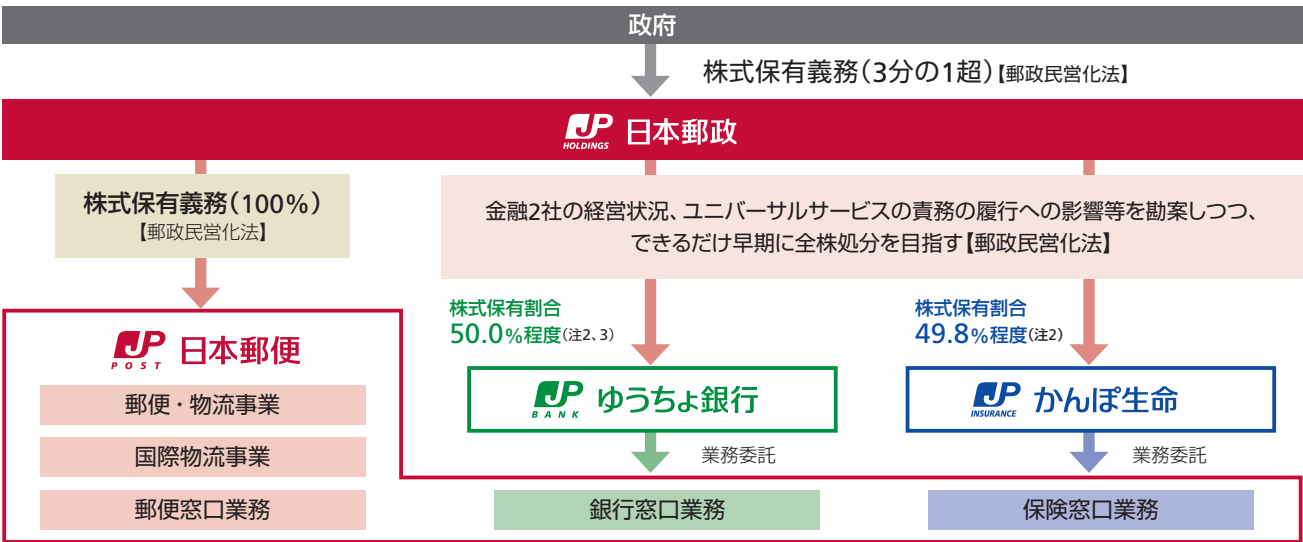 政府
株式保有義務(3分の1超)【郵政民営化法】
JP 日本郵政
HOLDINGS
株式保有義務(100%)
【郵政民営化法】
金融2社の経営状況、ユニバーサルサービスの責務の履行への影響等を勘案しつつ、
できるだけ早期に全株処分を目指す【郵政民営化法】
株式保有割合
50.0%程度(注2、3)
株式保有割合
49.8%程度(注2)
JP 日本郵便
POST
郵便・物流事業
国際物流事業
郵便窓口業務
JP ゆうちょ銀行
BANK
業務委託
銀行窓口業務
JP かんぽ生命
INSURANCE
業務委託
保険窓口業務